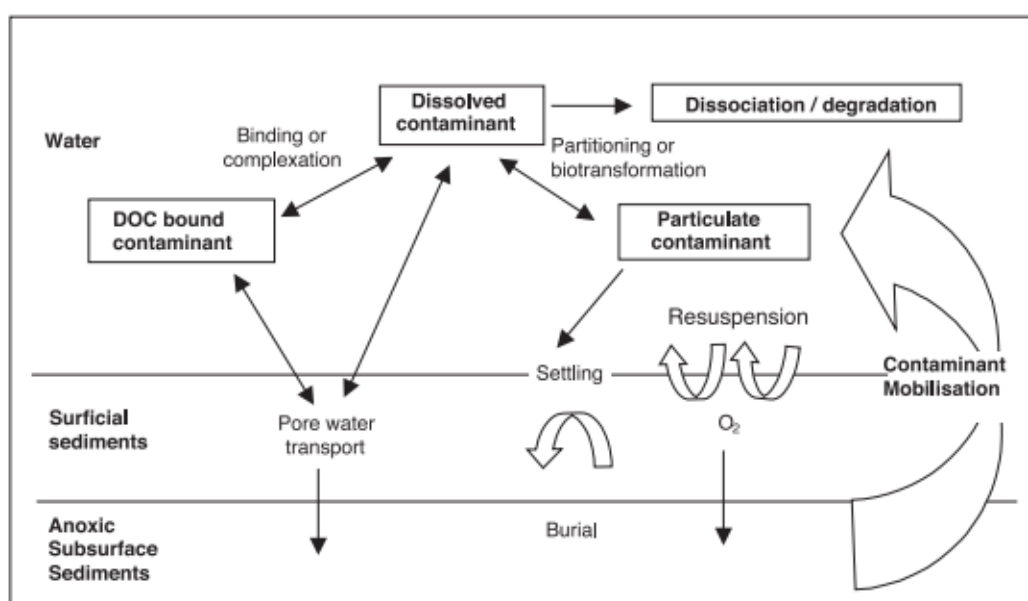 Dissolved
contaminant
Dissociation / degradation
Water
Binding or
complexation
Partitioning or
biotransformation
DOC bound
contaminant
Particulate
contaminant
Resuspension
Settling
Contaminant
Mobilisation
Surficial
sediments
Pore water
transport
O₂
Anoxic
Subsurface
Sediments
Burial